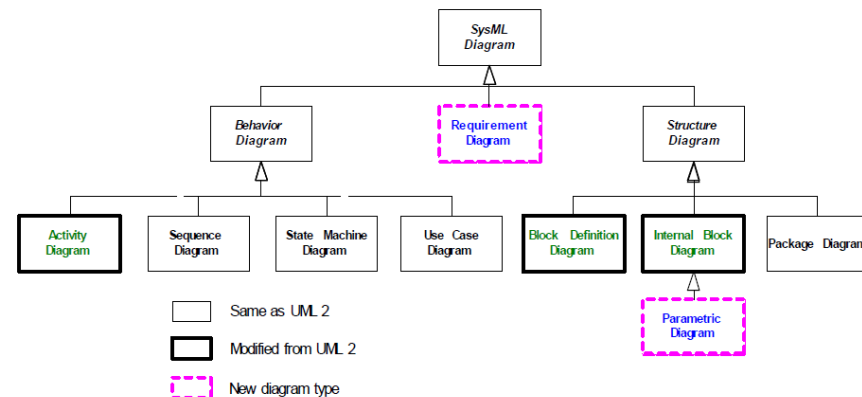 SysML
Diagram
Behavior
Diagram
Requirement
Diagram
Structure
Diagram
Activity
Diagram
Sequence
Diagram
State Machine
Diagram
Use Case
Diagram
Block Definition
Diagram
Internal Block
Diagram
Package Diagram
Parametric
Diagram
Same as UML 2
Modified from UML 2
New diagram type